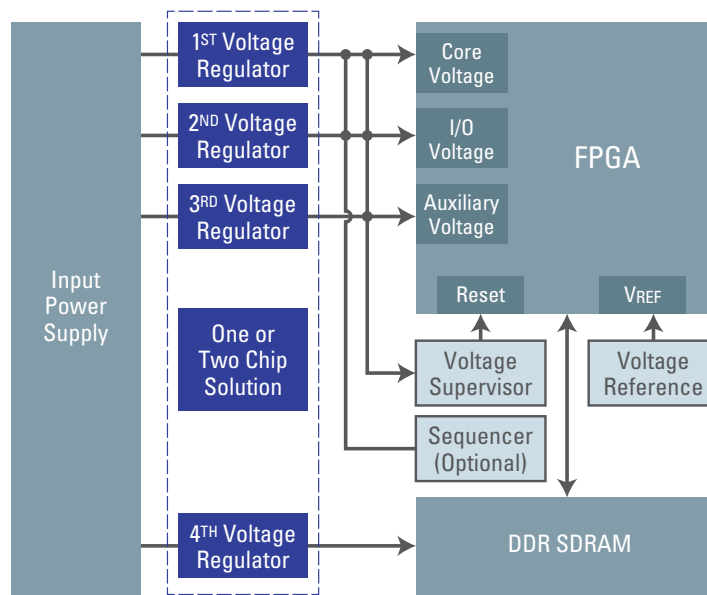 Input
Power
Supply
1ST Voltage
Regulator
2ND Voltage
Regulator
3RD Voltage
Regulator
One or
Two Chip
Solution
4TH Voltage
Regulator
Core
Voltage
I/O
Voltage
Auxiliary
Voltage
FPGA
Reset
VREF
Voltage
Supervisor
Voltage
Reference
Sequencer
(Optional)
DDR SDRAM